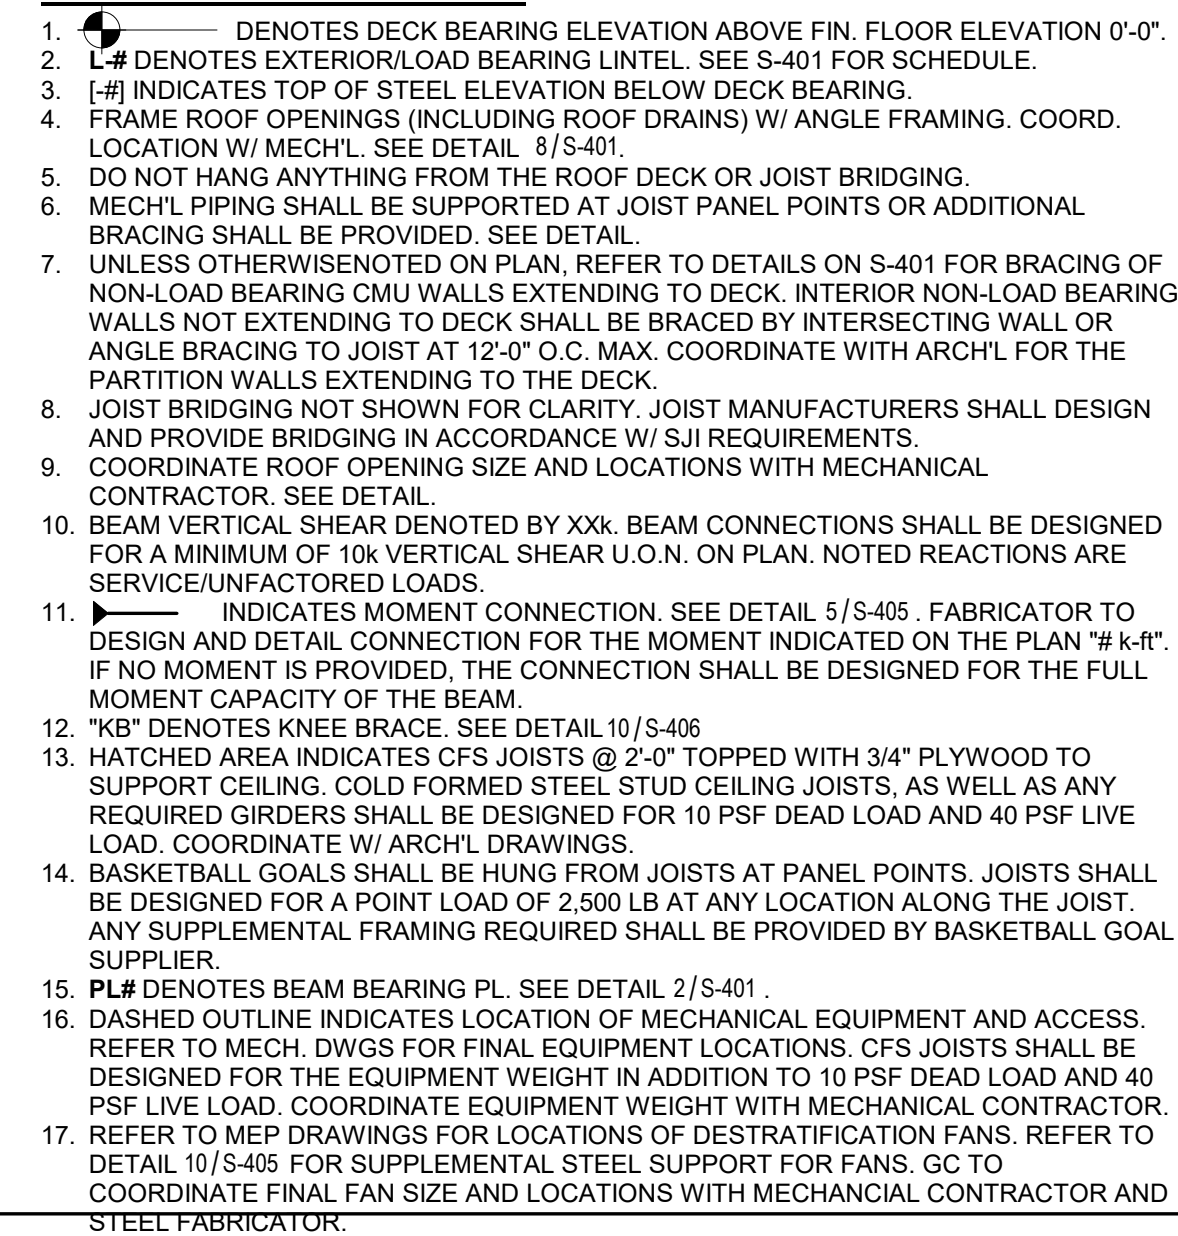 1. DENOTES DECK BEARING ELEVATION ABOVE FIN. FLOOR ELEVATION 0'-0".
2. L-# DENOTES EXTERIOR/LOAD BEARING LINTEL. SEE S-401 FOR SCHEDULE.
3. [-#] INDICATES TOP OF STEEL ELEVATION BELOW DECK BEARING.
4. FRAME ROOF OPENINGS (INCLUDING ROOF DRAINS) W/ ANGLE FRAMING. COORD.
LOCATION W/ MECH'L. SEE DETAIL 8/S-401.
5. DO NOT HANG ANYTHING FROM THE ROOF DECK OR JOIST BRIDGING.
6. MECH'L PIPING SHALL BE SUPPORTED AT JOIST PANEL POINTS OR ADDITIONAL
BRACING SHALL BE PROVIDED. SEE DETAIL.
7. UNLESS OTHERWISENOTED ON PLAN, REFER TO DETAILS ON S-401 FOR BRACING OF
NON-LOAD BEARING CMU WALLS EXTENDING TO DECK. INTERIOR NON-LOAD BEARING
WALLS NOT EXTENDING TO DECK SHALL BE BRACED BY INTERSECTING WALL OR
ANGLE BRACING TO JOIST AT 12'-0" O.C. MAX. COORDINATE WITH ARCH'L FOR THE
PARTITION WALLS EXTENDING TO THE DECK.
8. JOIST BRIDGING NOT SHOWN FOR CLARITY. JOIST MANUFACTURERS SHALL DESIGN
AND PROVIDE BRIDGING IN ACCORDANCE W/ SJI REQUIREMENTS.
9. COORDINATE ROOF OPENING SIZE AND LOCATIONS WITH MECHANICAL
CONTRACTOR. SEE DETAIL.
10. BEAM VERTICAL SHEAR DENOTED BY XXk. BEAM CONNECTIONS SHALL BE DESIGNED
FOR A MINIMUM OF 10k VERTICAL SHEAR U.O.N. ON PLAN. NOTED REACTIONS ARE
SERVICE/UNFACTORED LOADS.
11. INDICATES MOMENT CONNECTION. SEE DETAIL 5/S-405 . FABRICATOR TO
DESIGN AND DETAIL CONNECTION FOR THE MOMENT INDICATED ON THE PLAN "# k-ft".
IF NO MOMENT IS PROVIDED, THE CONNECTION SHALL BE DESIGNED FOR THE FULL
MOMENT CAPACITY OF THE BEAM.
12. "KB" DENOTES KNEE BRACE. SEE DETAIL 10/S-406
13. HATCHED AREA INDICATES CFS JOISTS @ 2'-0" TOPPED WITH 3/4" PLYWOOD TO
SUPPORT CEILING. COLD FORMED STEEL STUD CEILING JOISTS, AS WELL AS ANY
REQUIRED GIRDERS SHALL BE DESIGNED FOR 10 PSF DEAD LOAD AND 40 PSF LIVE
LOAD. COORDINATE W/ ARCH'L DRAWINGS.
14. BASKETBALL GOALS SHALL BE HUNG FROM JOISTS AT PANEL POINTS. JOISTS SHALL
BE DESIGNED FOR A POINT LOAD OF 2,500 LB AT ANY LOCATION ALONG THE JOIST.
ANY SUPPLEMENTAL FRAMING REQUIRED SHALL BE PROVIDED BY BASKETBALL GOAL
SUPPLIER.
15. PL# DENOTES BEAM BEARING PL. SEE DETAIL 2/S-401 .
16. DASHED OUTLINE INDICATES LOCATION OF MECHANICAL EQUIPMENT AND ACCESS.
REFER TO MECH. DWGS FOR FINAL EQUIPMENT LOCATIONS. CFS JOISTS SHALL BE
DESIGNED FOR THE EQUIPMENT WEIGHT IN ADDITION TO 10 PSF DEAD LOAD AND 40
PSF LIVE LOAD. COORDINATE EQUIPMENT WEIGHT WITH MECHANICAL CONTRACTOR.
17. REFER TO MEP DRAWINGS FOR LOCATIONS OF DESTRATIFICATION FANS. REFER TO
DETAIL 10/S-405 FOR SUPPLEMENTAL STEEL SUPPORT FOR FANS. GC TO
COORDINATE FINAL FAN SIZE AND LOCATIONS WITH MECHANCIAL CONTRACTOR AND
STEEL FABRICATOR.